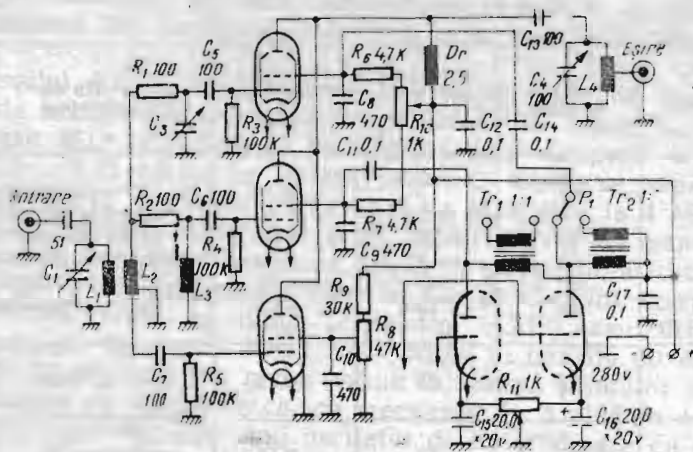 C13 100
Esire
C5
100
R6 4,7K
Dr
2,5
R1 100
C4
100
L4
C8
470
C3
R3
100K
R10
1K
C12
0,1
C14
0,1
C11 0,1
Intrare
R2 100
C6 100
Tr1 1:1
P1
51
R7 4,7K
C9 470
R4
100K
C1
L1
L2
L3
R9
30K
C17
0,1
R8
47K
C10
470
C7
100
R5
100K
280v
R11 1K
C15 20,0
×20v
C16 20,0
×20v